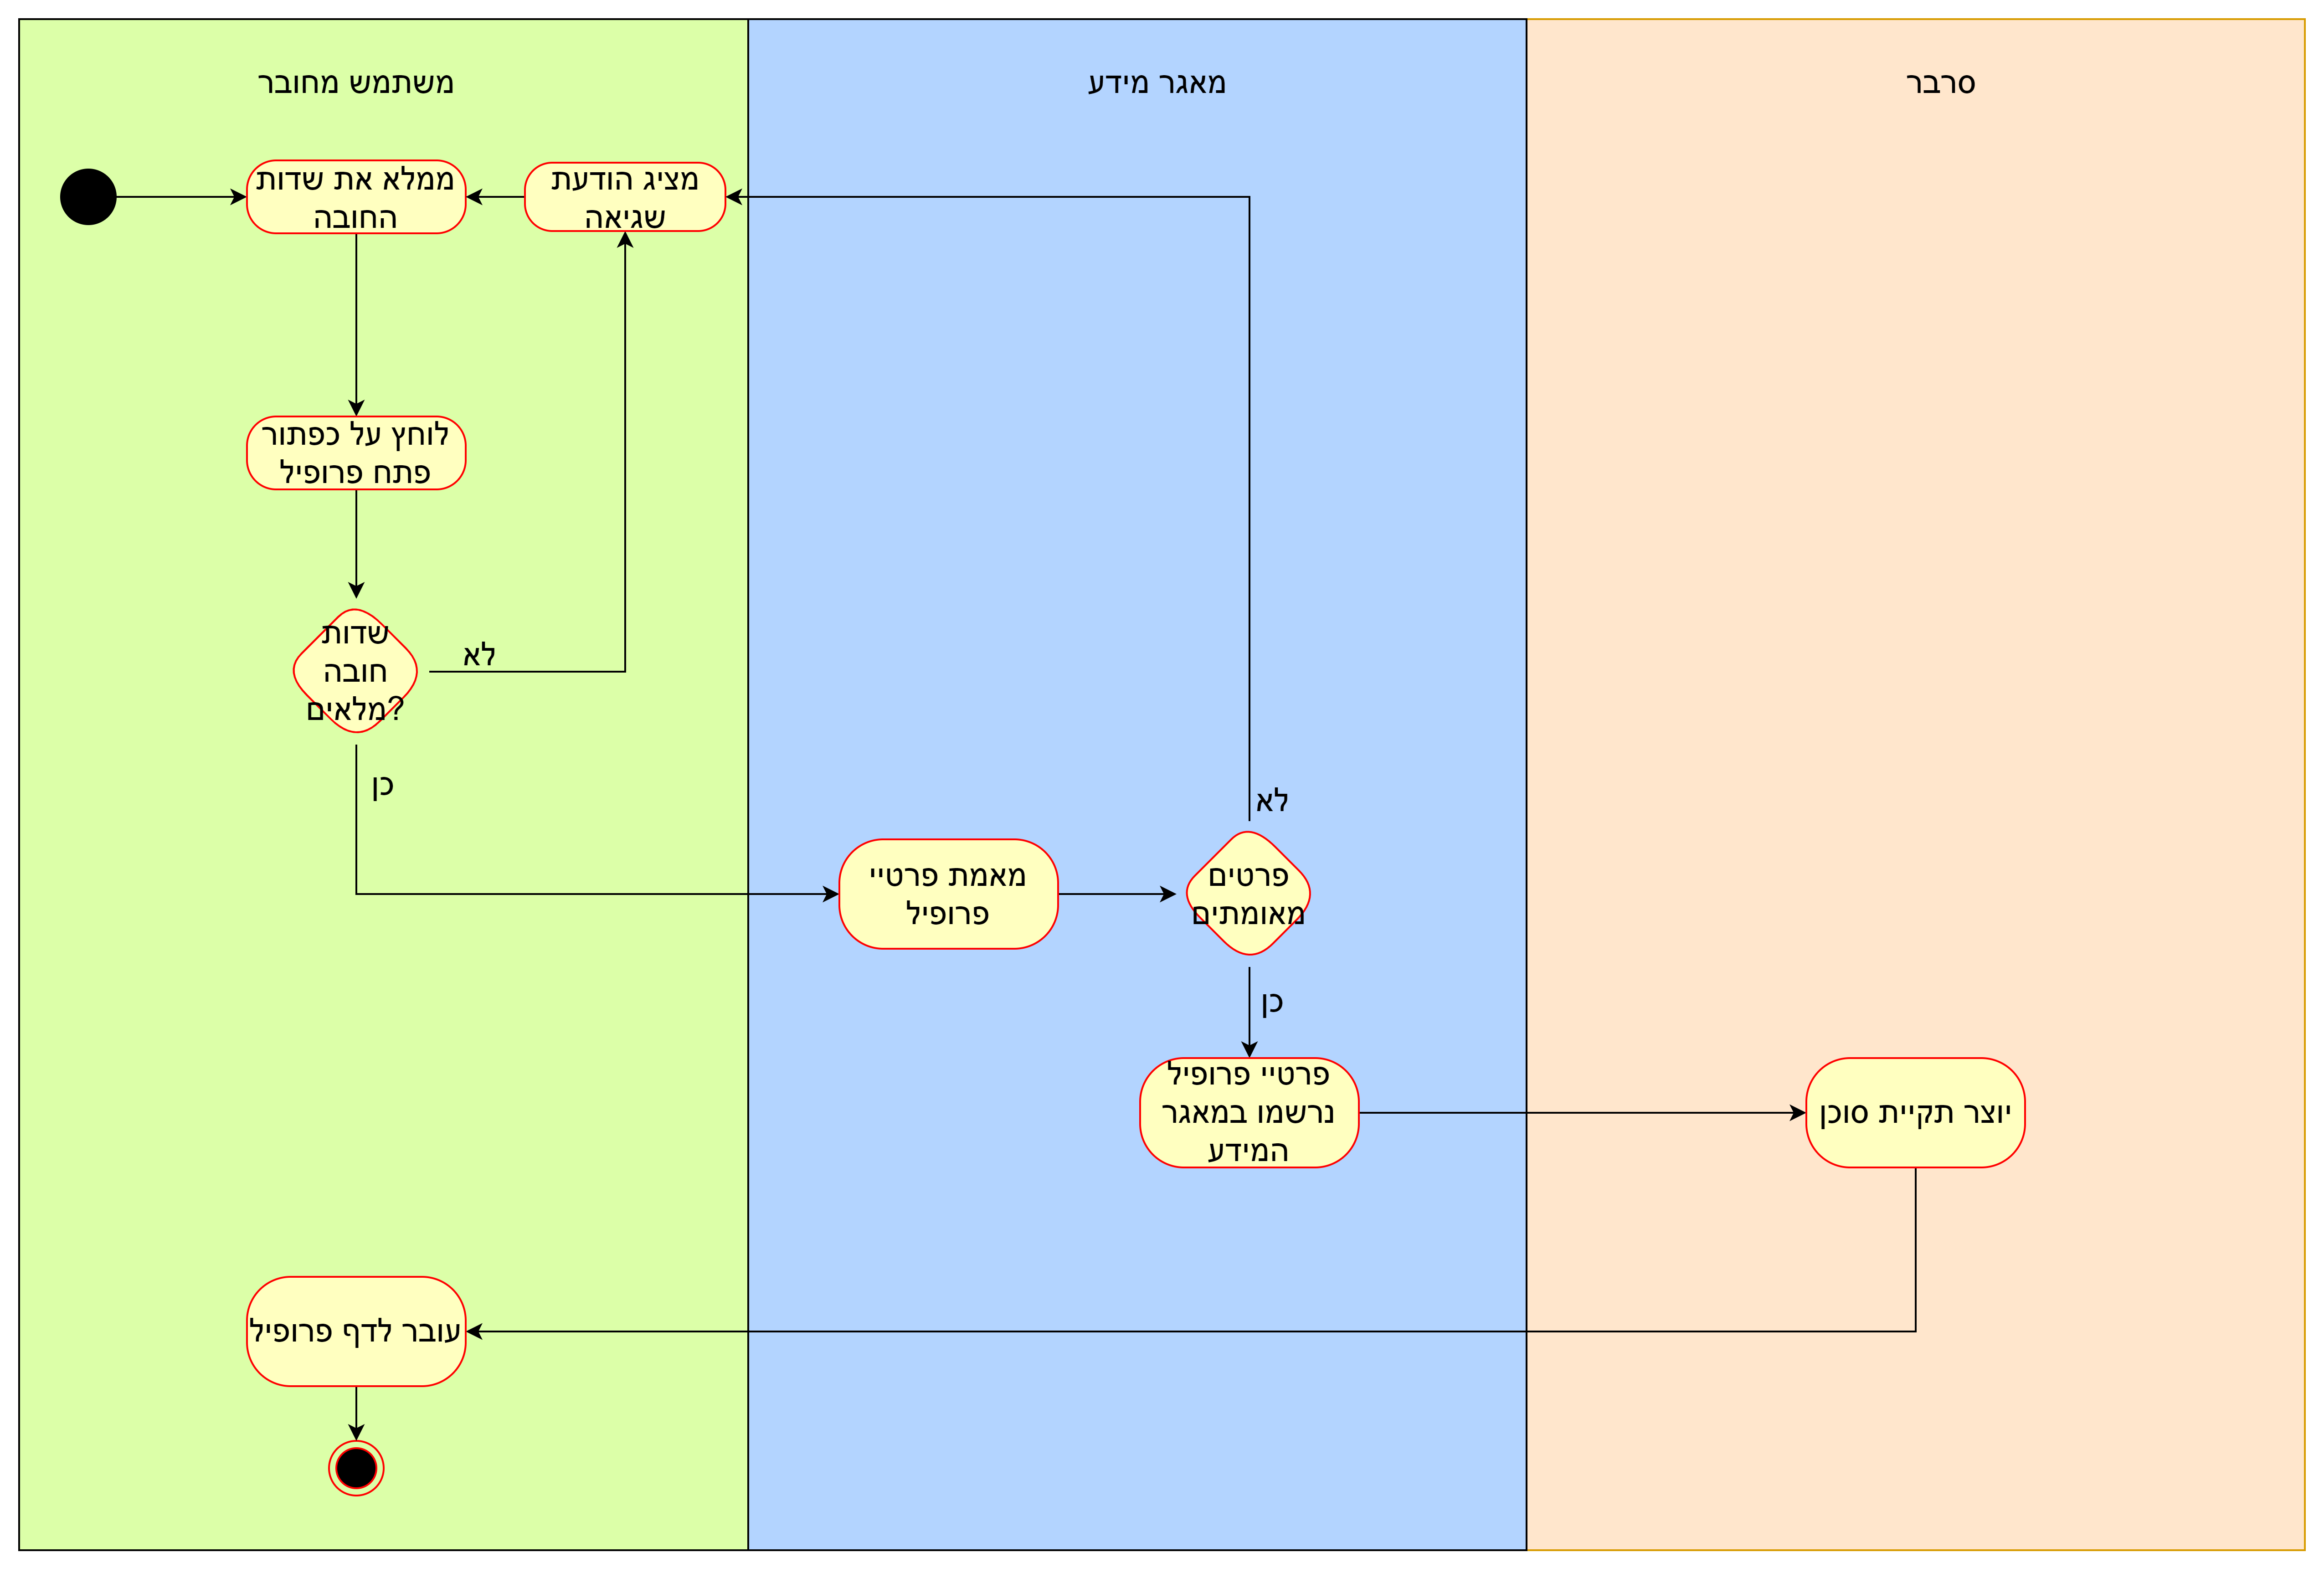 משתמש מחובר
מאגר מידע
סרבר
ממלא את שדות
החובה
מציג הודעת
שגיאה
לוחץ על כפתור
פתח פרופיל
שדות
חובה
מלאים?
לא
כן
מאמת פרטיי
פרופיל
פרטים
מאומתים
לא
כן
פרטיי פרופיל
נרשמו במאגר
המידע
יוצר תקיית סוכן
עובר לדף פרופיל